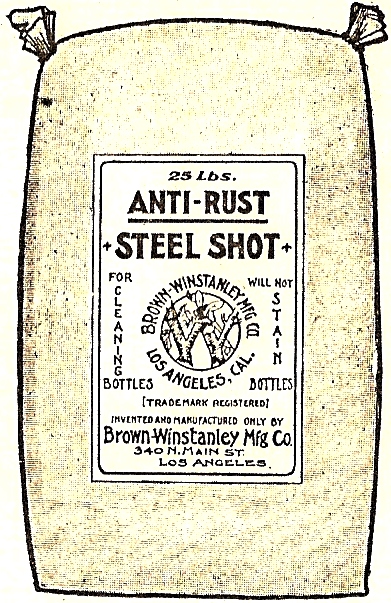 25 Lbs.
ANTI-RUST
STEEL SHOT
FOR
CLEANING
BOTTLES
BROWN-WINSTANLEY MFG CO
LOS ANGELES, CAL.
WILL NOT
STAIN
BOTTLES
[TRADEMARK REGISTERED]
INVENTED AND MANUFACTURED ONLY BY
Brown-Winstanley Mfg Co.
340 N. MAIN ST.
LOS ANGELES.